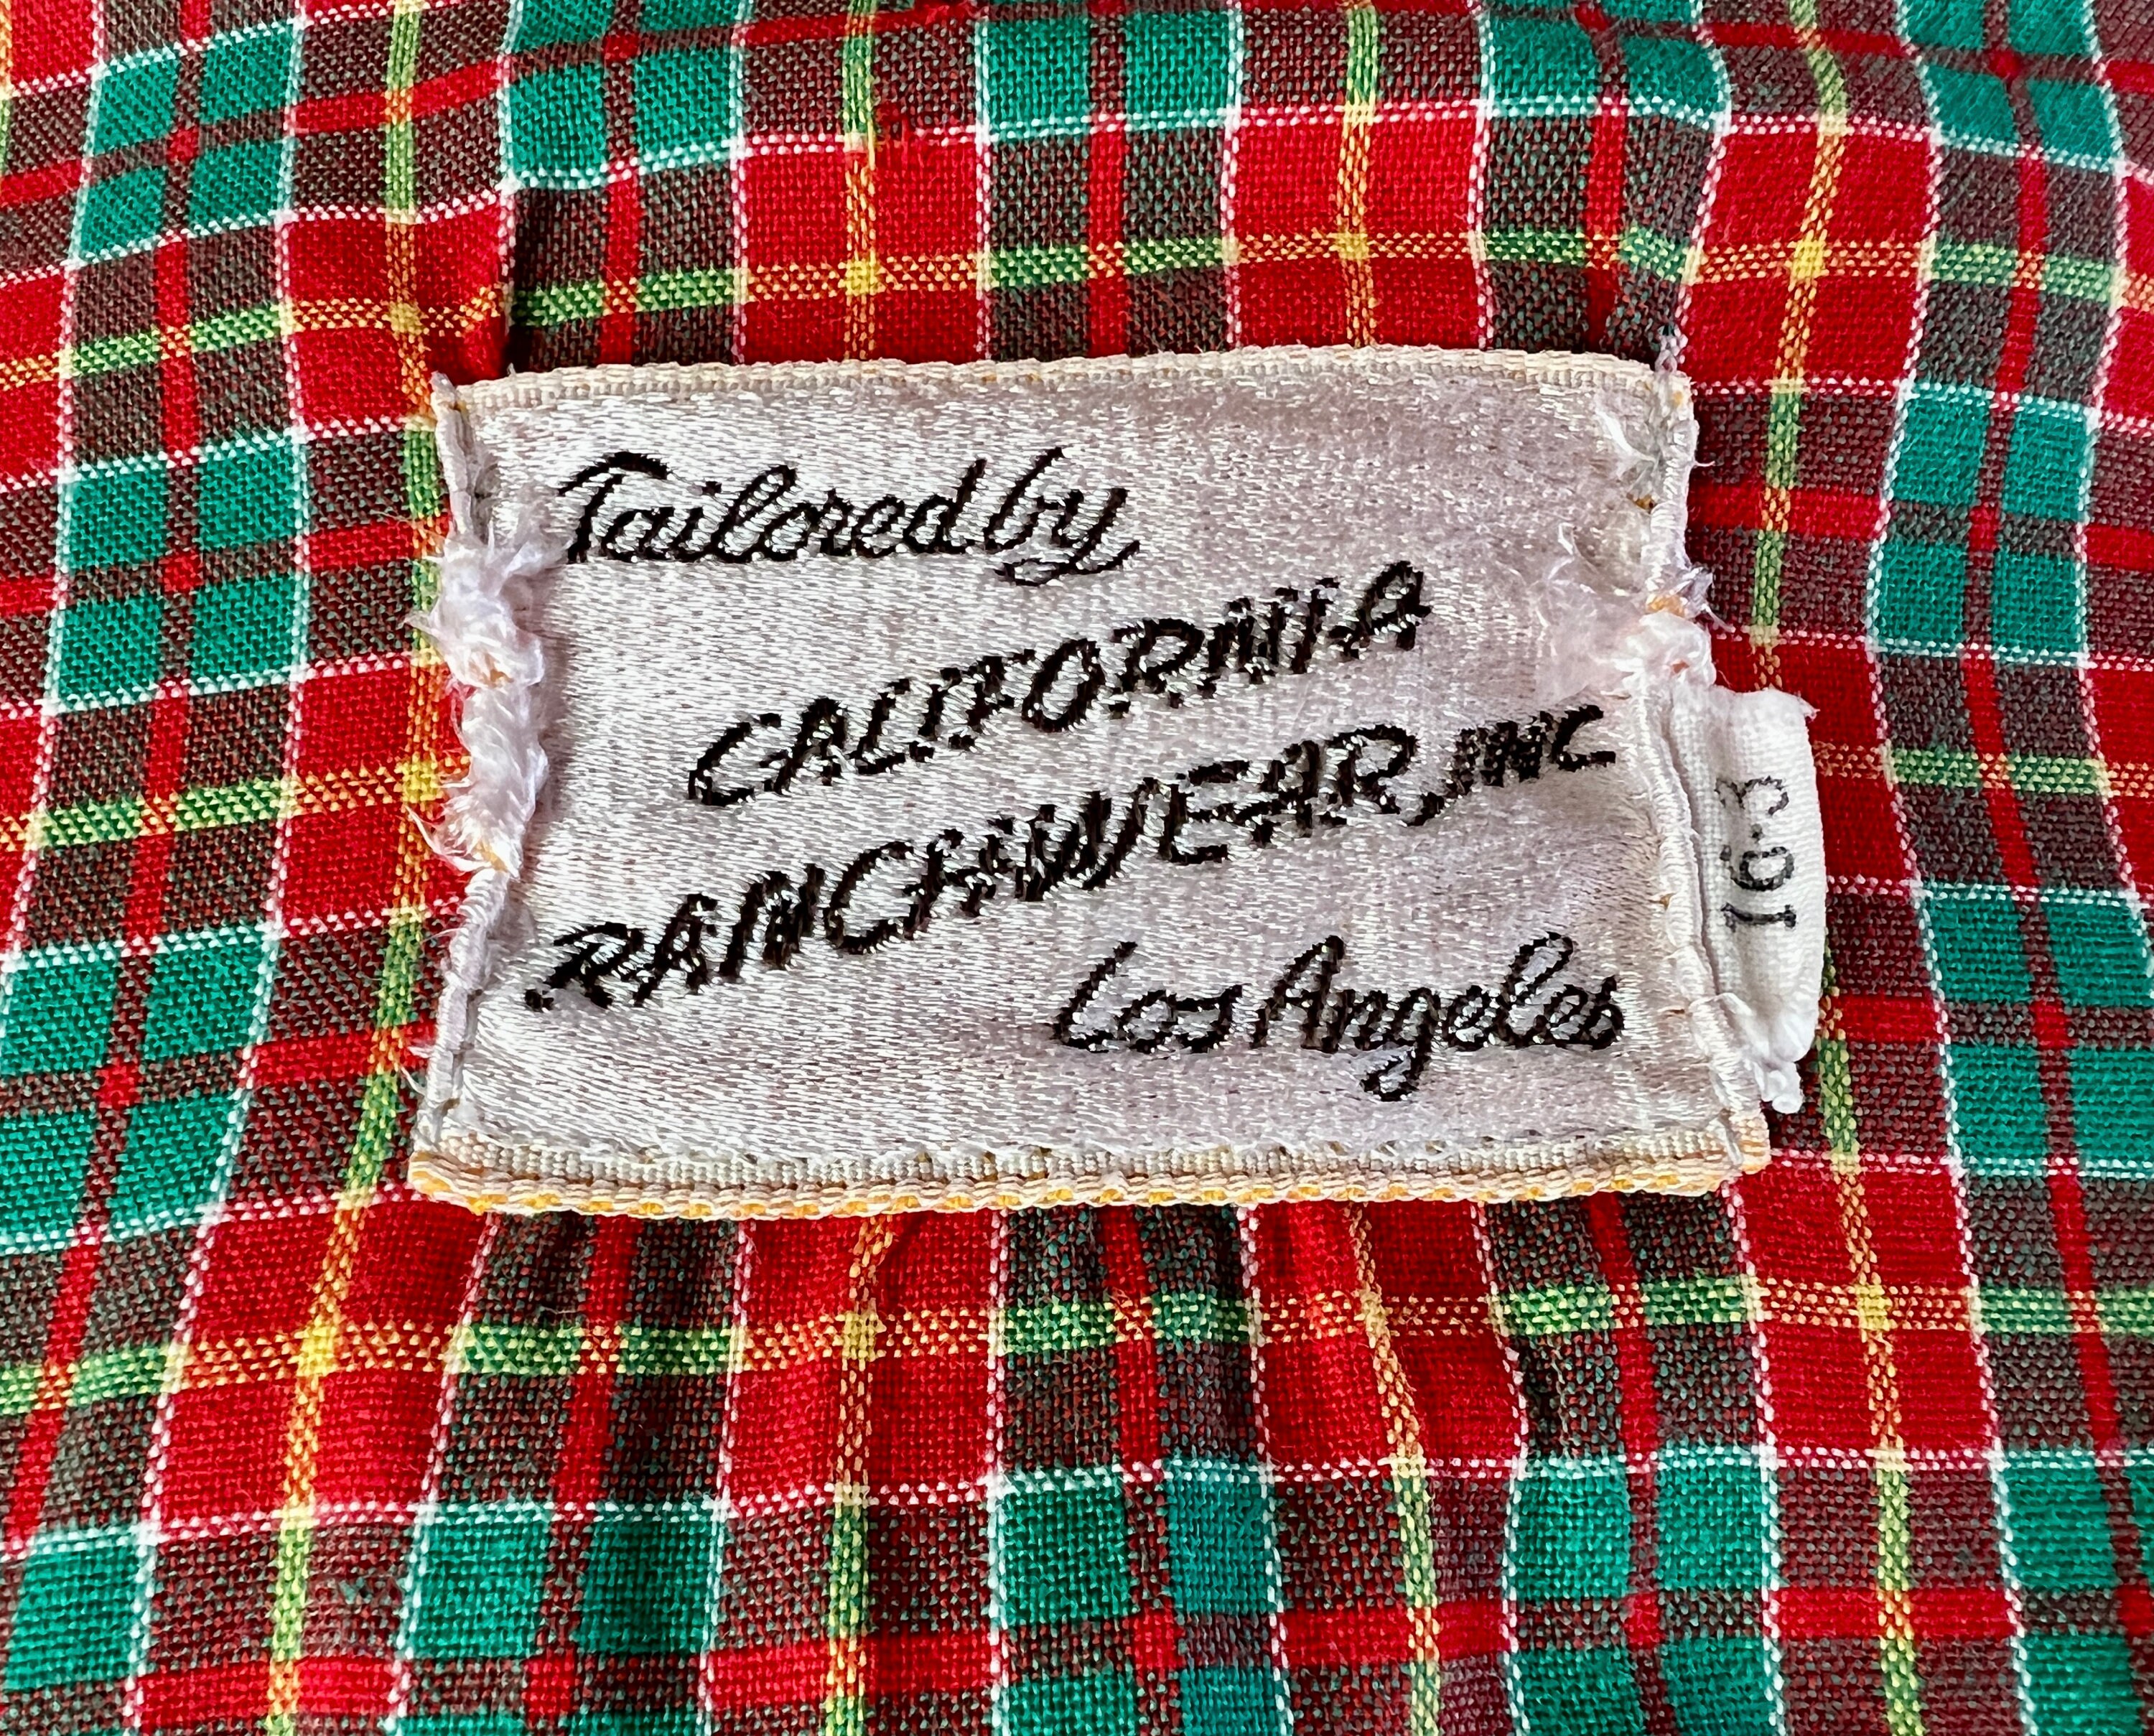 Tailored by
CALIFORNIA
RANCHWEAR, INC
Los Angeles
16-3